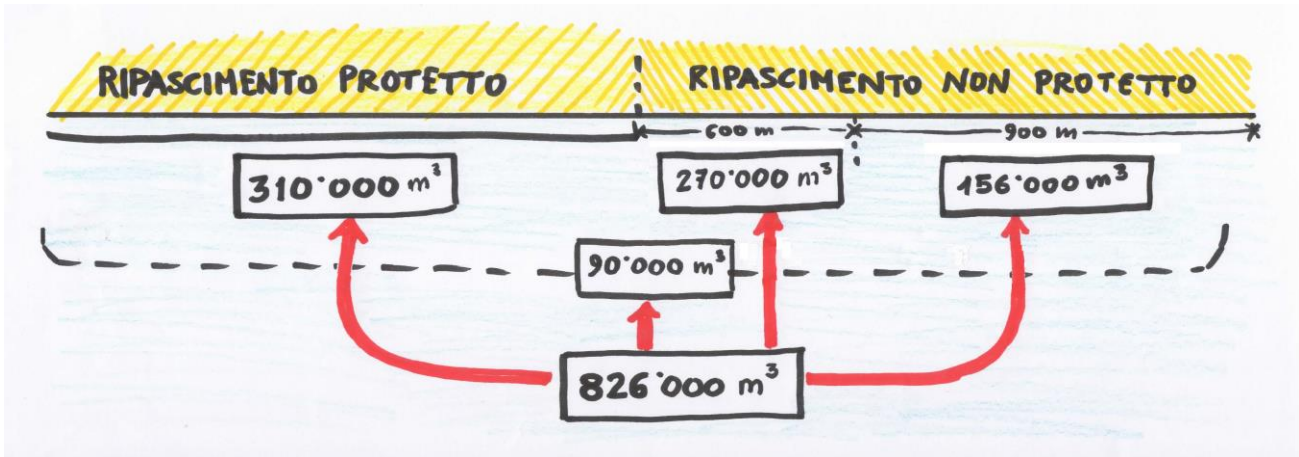 RIPASCIMENTO PROTETTO
RIPASCIMENTO NON PROTETTO
600 m
900 m
310'000 m³
270'000 m³
156'000 m³
90'000 m³
826'000 m³